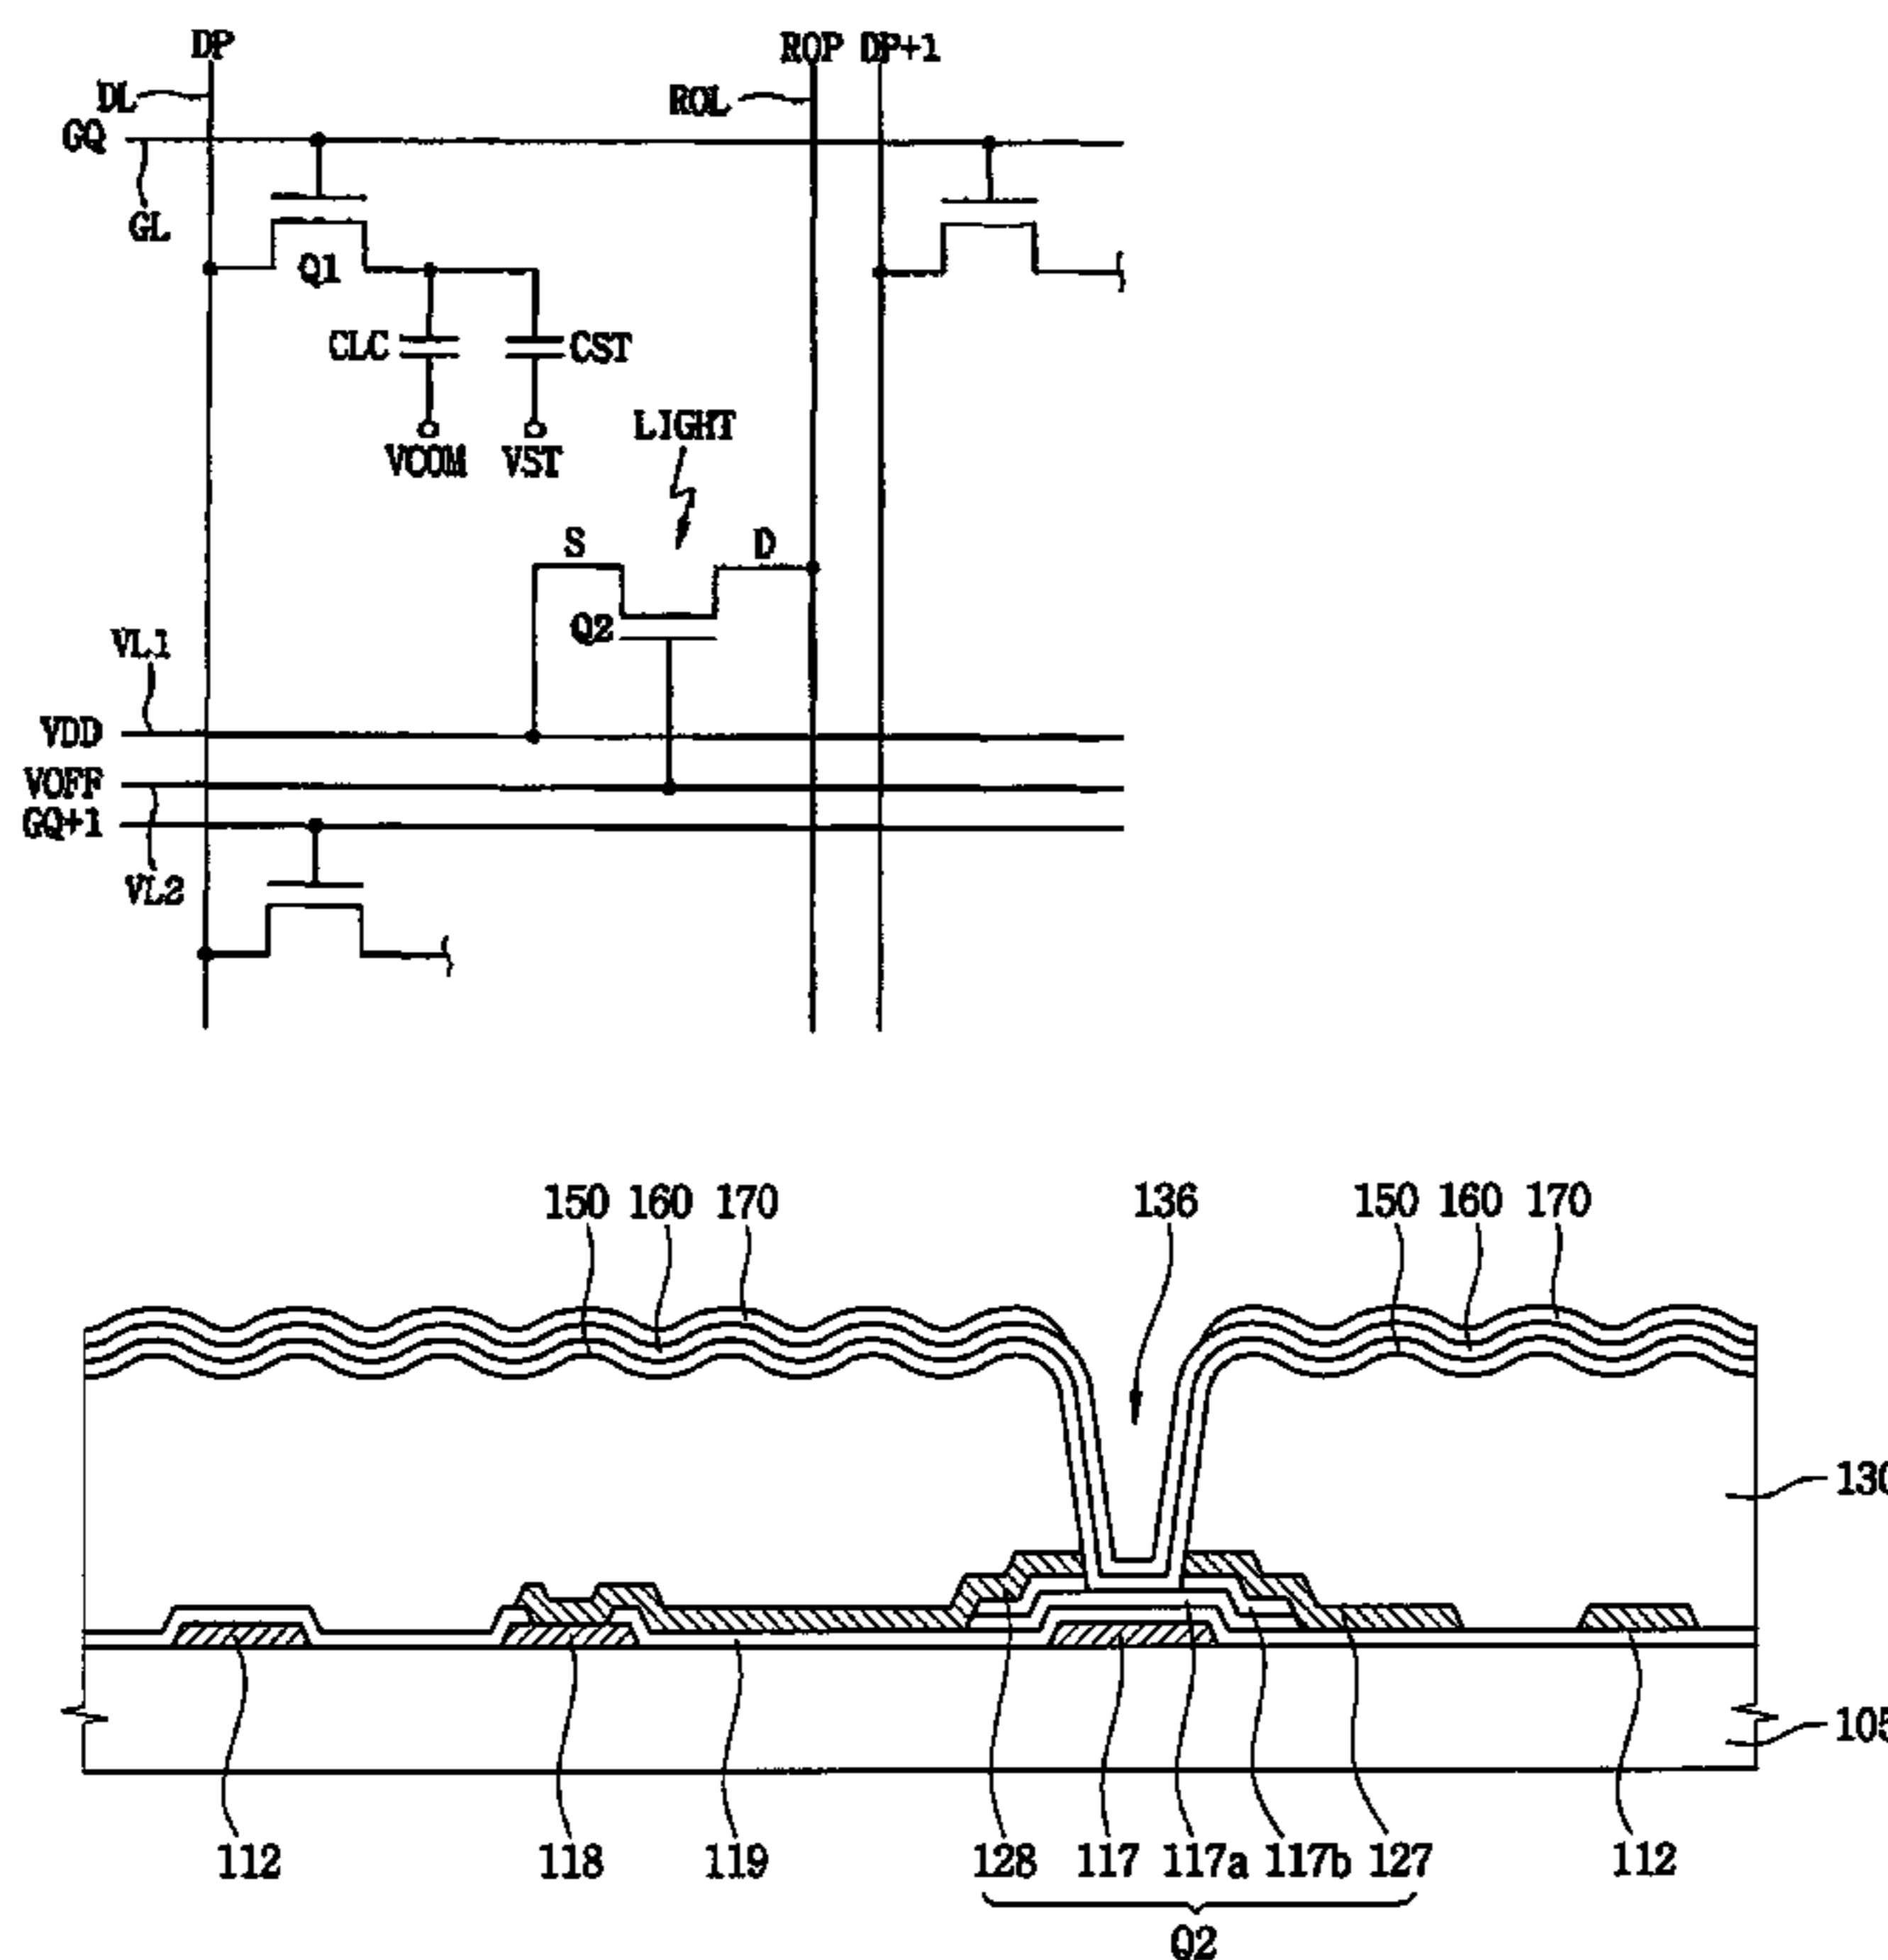 DP ROP DP+1
DL ROL
GQ
GL
Q1
CLC CST
LIGHT
VCOM VST
S D
Q2
VL1
VDD
VOFF
GQ+1
VL2
150 160 170 136 150 160 170
130
105
112 118 119 128 117 117a 117b 127 112
Q2